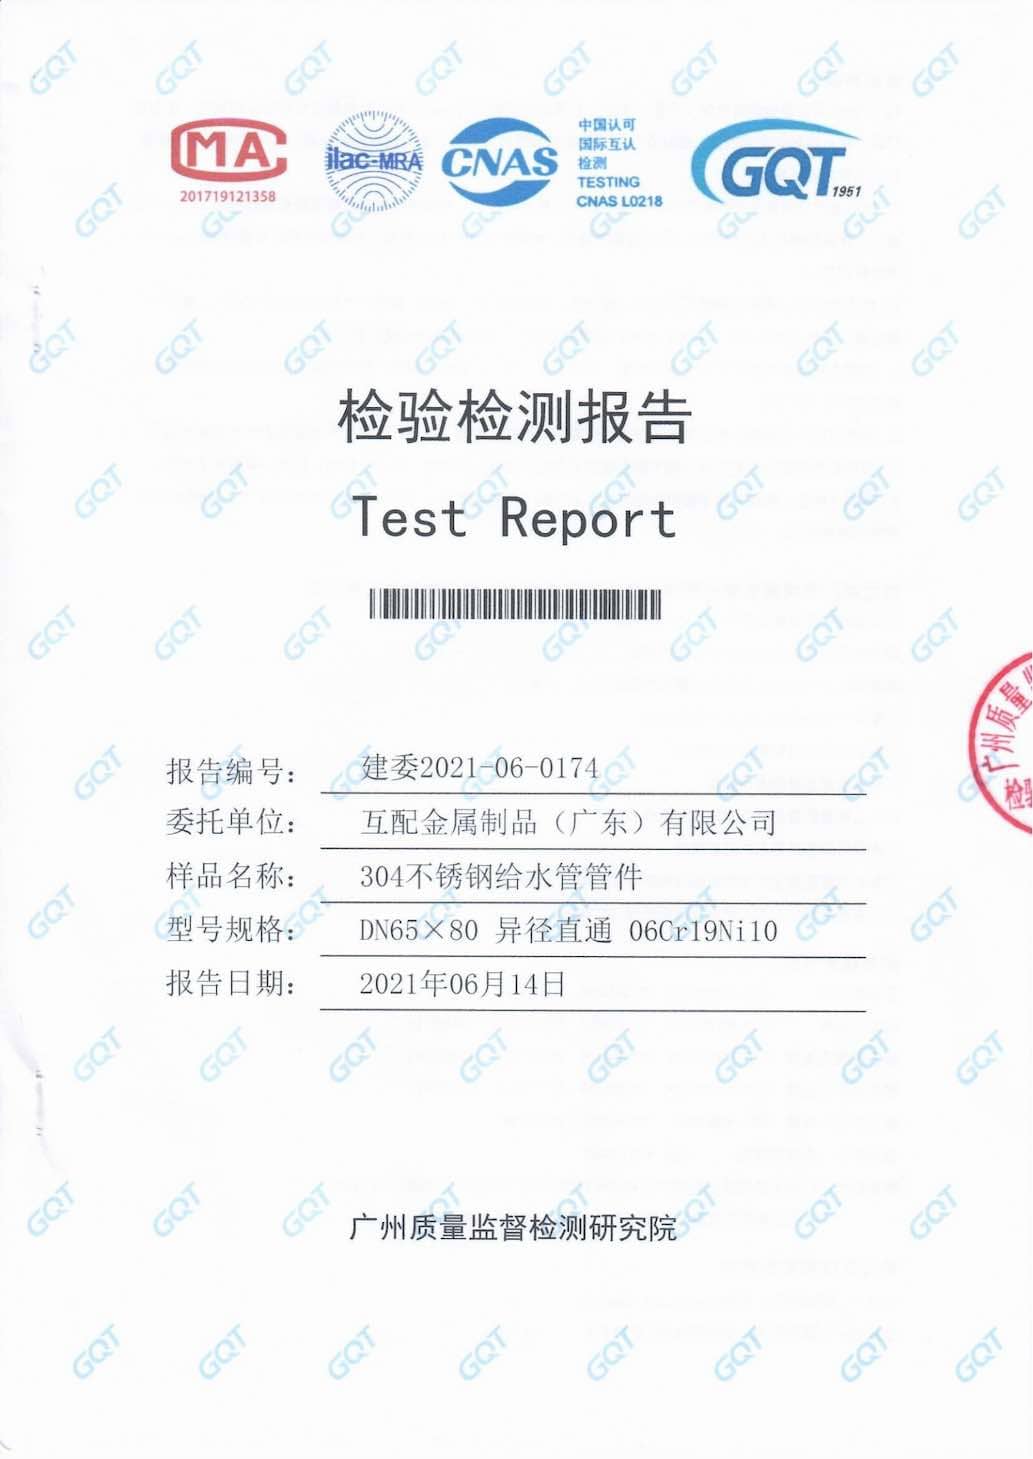 MA
201719121358
ilac-MRA
CNAS
中国认可
国际互认
检测
TESTING
CNAS L0218
GQT 1951
检验检测报告
Test Report
报告编号: 建委2021-06-0174
委托单位: 互配金属制品（广东）有限公司
样品名称: 304不锈钢给水管管件
型号规格: DN65×80 异径直通 06Cr19Ni10
报告日期: 2021年06月14日
广州质量监督检测研究院
广州质量监
检验